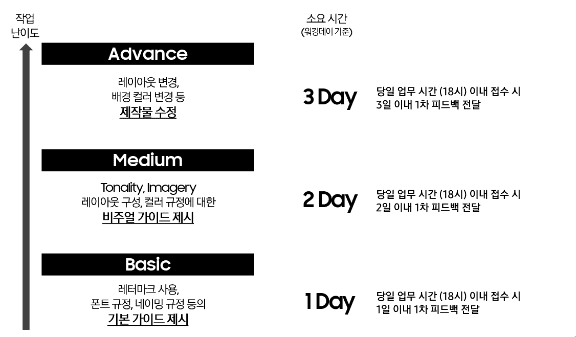 작업
난이도
소요 시간
(워킹데이 기준)
Advance
레이아웃 변경,
배경 컬러 변경 등
제작물 수정
3 Day
당일 업무 시간 (18시) 이내 접수 시
3일 이내 1차 피드백 전달
Medium
Tonality, Imagery
레이아웃 구성, 컬러 규정에 대한
비주얼 가이드 제시
2 Day
당일 업무 시간 (18시) 이내 접수 시
2일 이내 1차 피드백 전달
Basic
레터마크 사용,
폰트 규정, 네이밍 규정 등의
기본 가이드 제시
1 Day
당일 업무 시간 (18시) 이내 접수 시
1일 이내 1차 피드백 전달